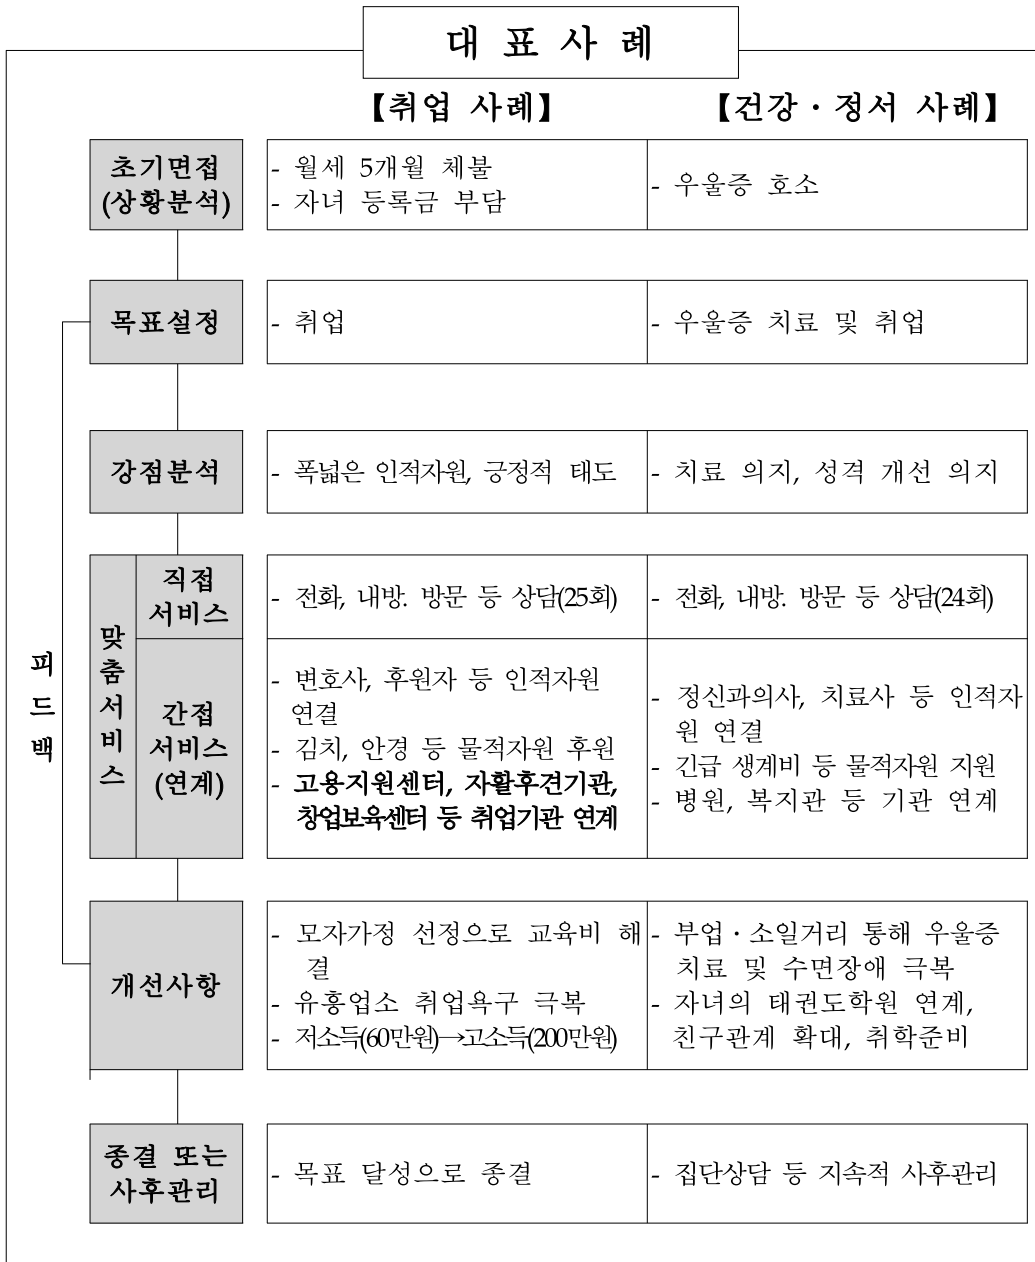 대 표 사 례
【취업 사례】
【건강·정서 사례】
초기면접
(상황분석)
- 월세 5개월 체불
- 자녀 등록금 부담
- 우울증 호소
목표설정
- 취업
- 우울증 치료 및 취업
강점분석
- 폭넓은 인적자원, 긍정적 태도
- 치료 의지, 성격 개선 의지
피드백
맞춤서비스
직접
서비스
- 전화, 내방. 방문 등 상담(25회)
- 전화, 내방. 방문 등 상담(24회)
간접
서비스
(연계)
- 변호사, 후원자 등 인적자원
연결
- 김치, 안경 등 물적자원 후원
- 고용지원센터, 자활후견기관,
창업보육센터 등 취업기관 연계
- 정신과의사, 치료사 등 인적자
원 연결
- 긴급 생계비 등 물적자원 지원
- 병원, 복지관 등 기관 연계
개선사항
- 모자가정 선정으로 교육비 해
결
- 유흥업소 취업욕구 극복
- 저소득(60만원)→고소득(200만원)
- 부업·소일거리 통해 우울증
치료 및 수면장애 극복
- 자녀의 태권도학원 연계,
친구관계 확대, 취학준비
종결 또는
사후관리
- 목표 달성으로 종결
- 집단상담 등 지속적 사후관리